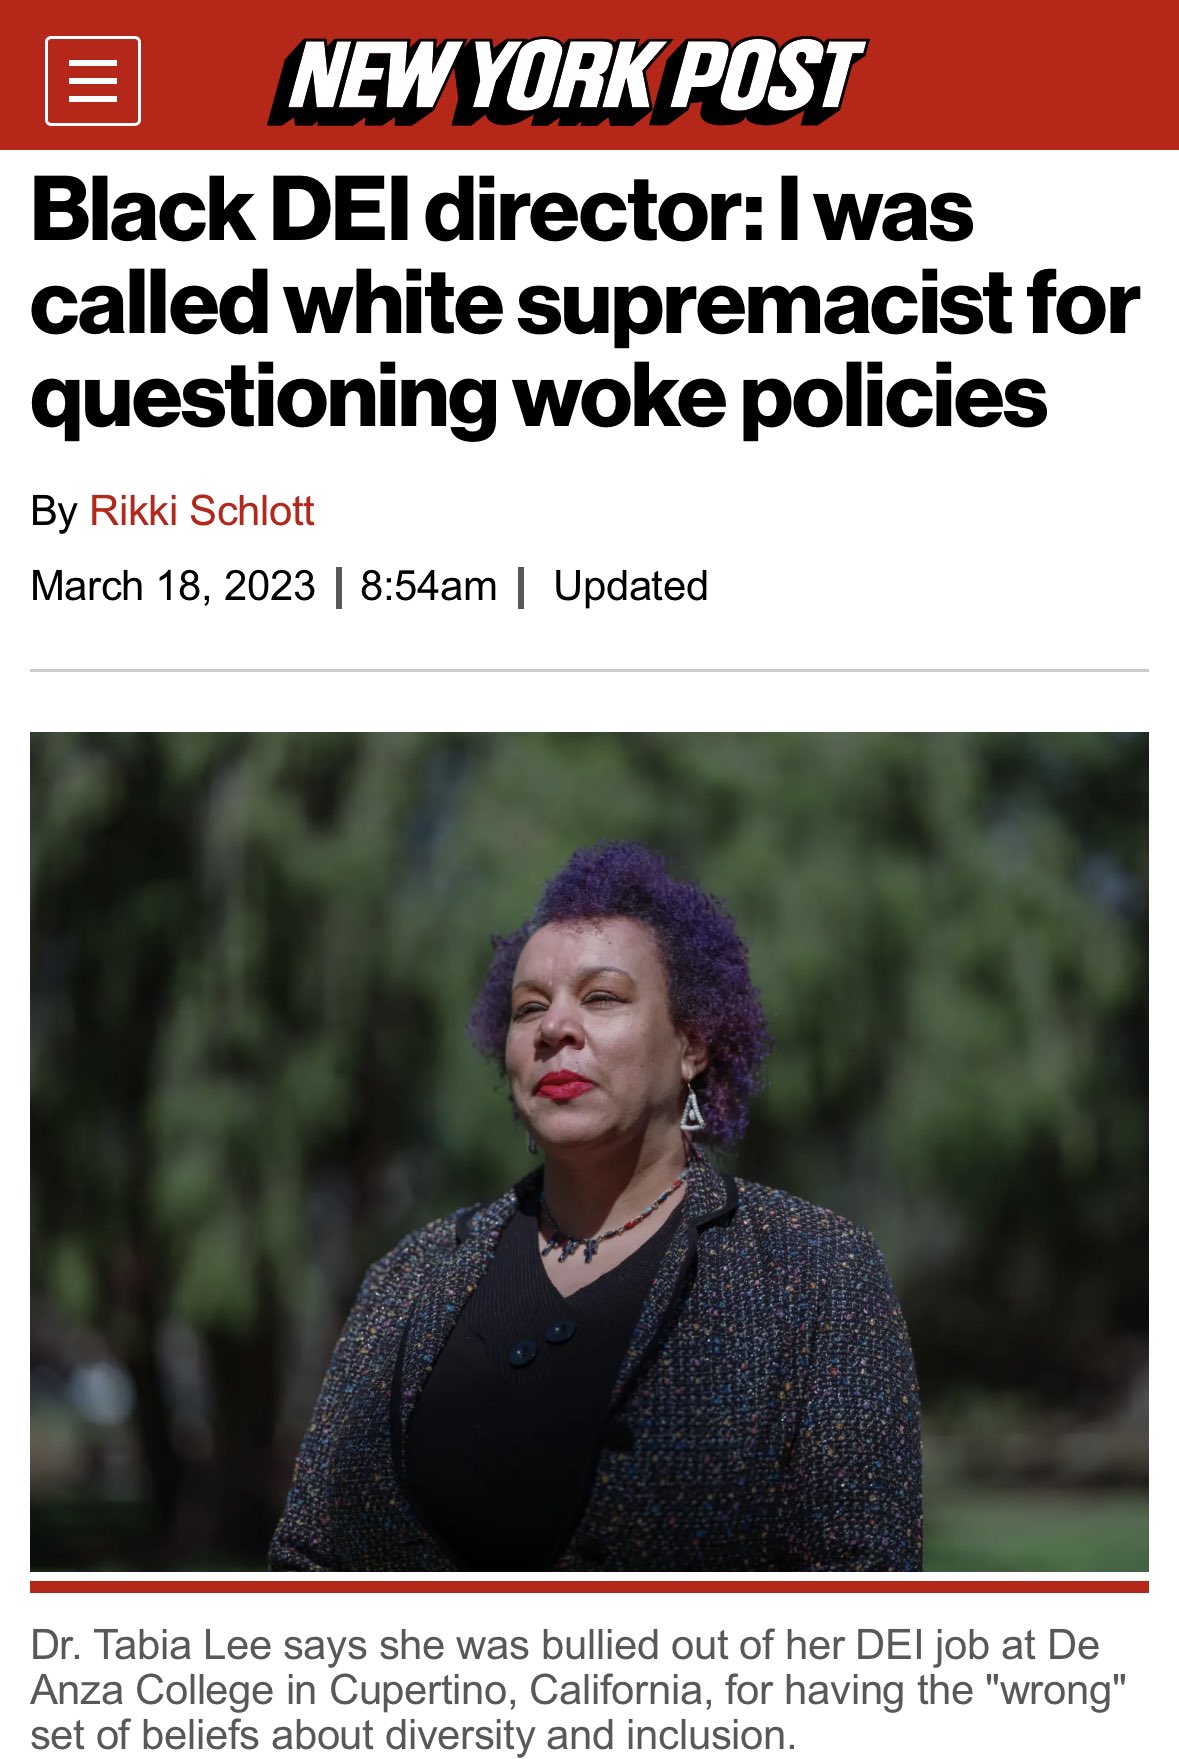 NEW YORK POST
Black DEI director: I was
called white supremacist for
questioning woke policies
By Rikki Schlott
March 18, 2023 | 8:54am | Updated
Dr. Tabia Lee says she was bullied out of her DEI job at De
Anza College in Cupertino, California, for having the "wrong"
set of beliefs about diversity and inclusion.